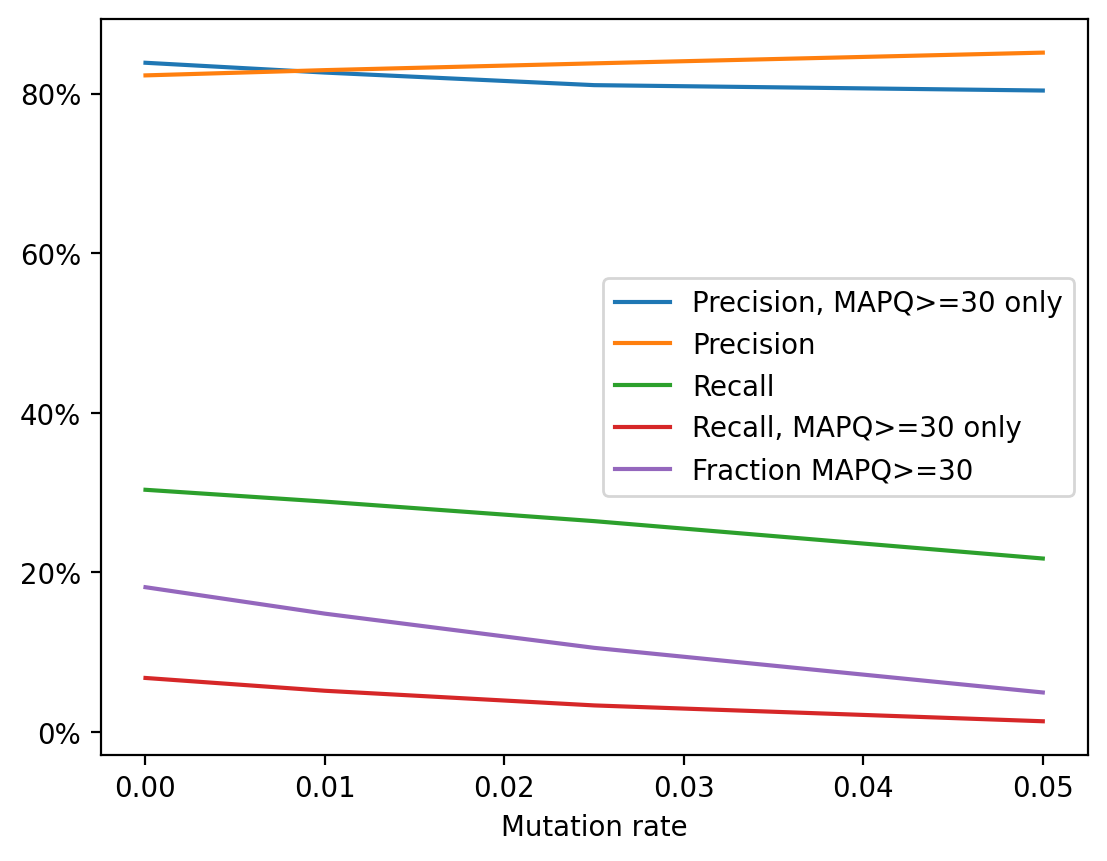 80%
60%
40%
20%
0%
Precision, MAPQ>=30 only
Precision
Recall
Recall, MAPQ>=30 only
Fraction MAPQ>=30
0.00 0.01 0.02 0.03 0.04 0.05
Mutation rate